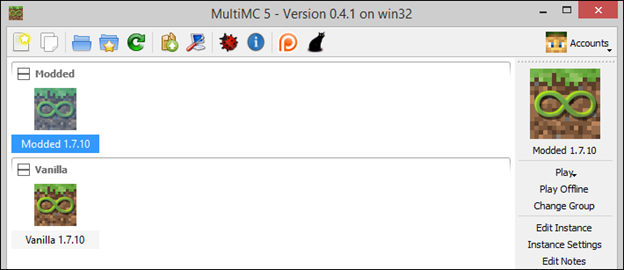 MultiMC 5 - Version 0.4.1 on win32
Accounts
Modded
Modded 1.7.10
Vanilla
Vanilla 1.7.10
Modded 1.7.10
Play
Play Offline
Change Group
Edit Instance
Instance Settings
Edit Notes